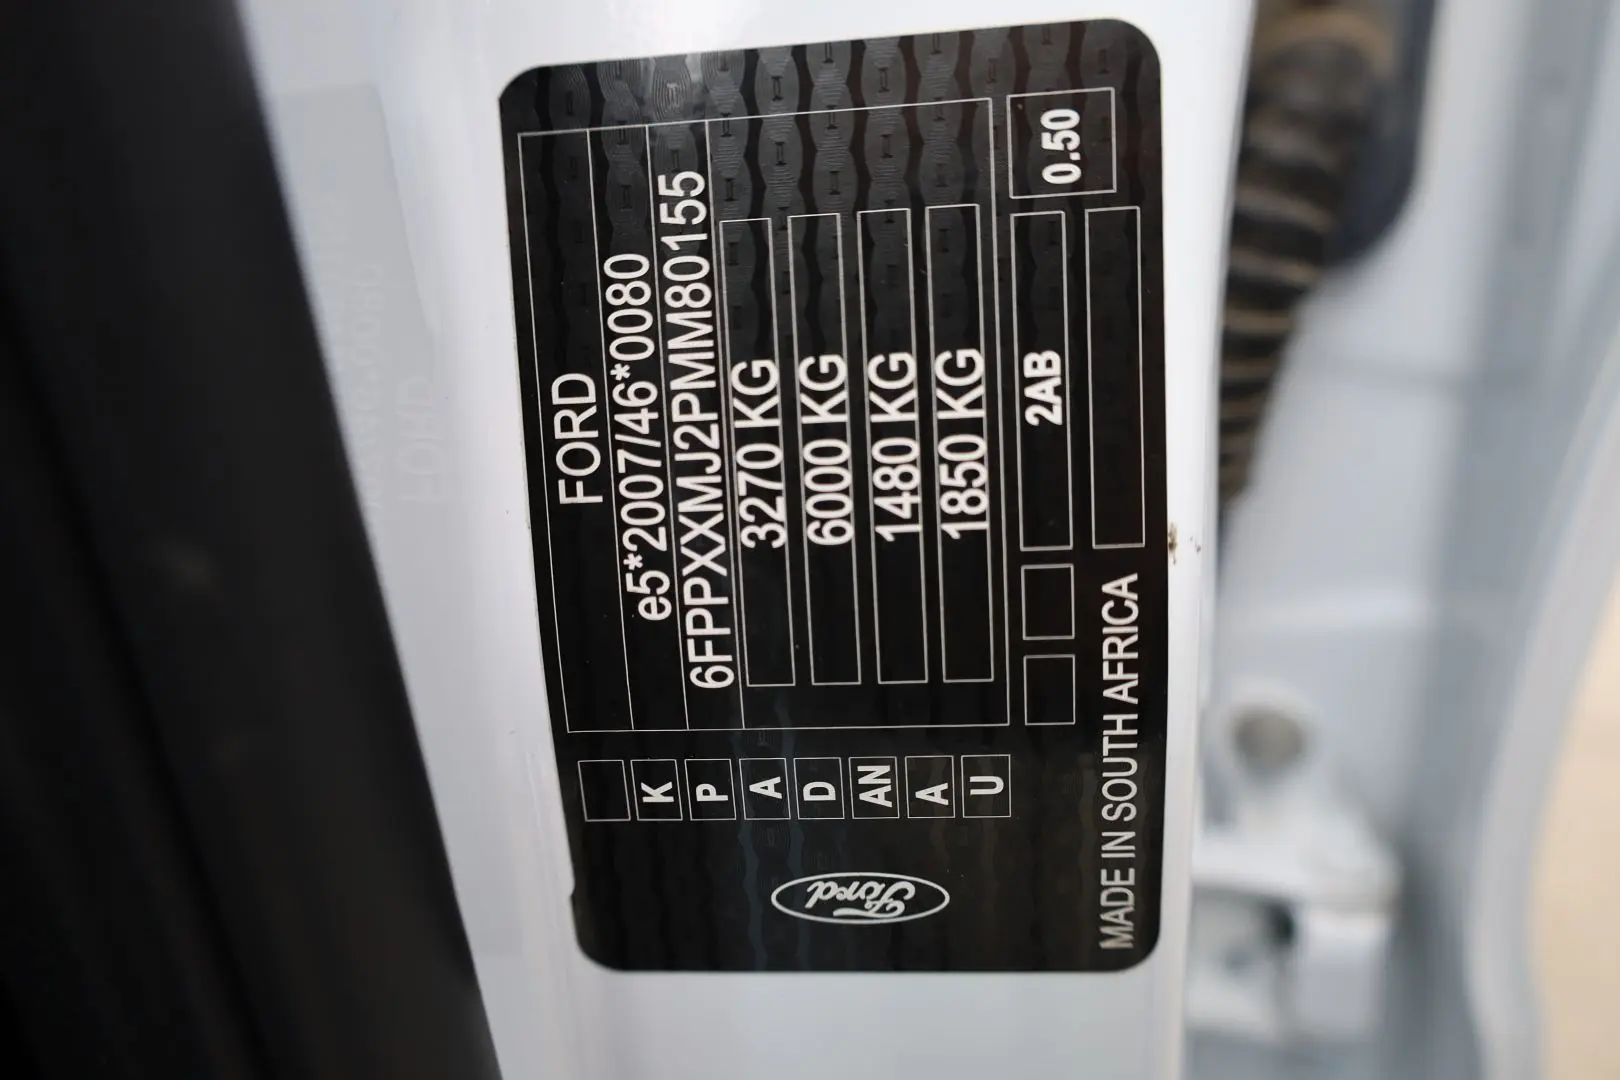 FORD
e5*2007/46*0080
6FPPXXMJ2PMM80155
3270 KG
6000 KG
1480 KG
1850 KG
2AB
0.50
K
P
A
D
AN
A
U
Ford
MADE IN SOUTH AFRICA